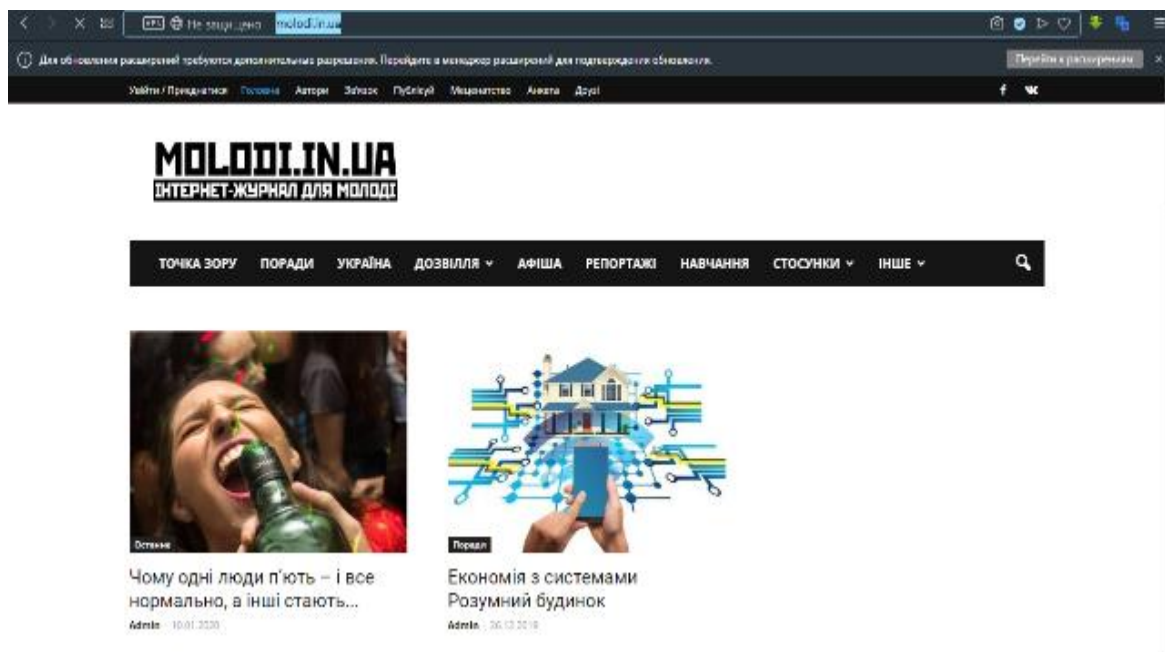 VPN Не защищено molodi.in.ua
Для обновления расширений требуются дополнительные разрешения. Перейдите в менеджер расширений для подтверждения обновления. Перейти к расширениям
Увійти / Приєднатися Головна Автори Зв'язок Публікуй Меценатство Анкета Друзі
MOLODI.IN.UA
ІНТЕРНЕТ-ЖУРНАЛ ДЛЯ МОЛОДІ
ТОЧКА ЗОРУ ПОРАДИ УКРАЇНА ДОЗВІЛЛЯ АФІША РЕПОРТАЖІ НАВЧАННЯ СТОСУНКИ ІНШЕ
Останнє
Чому одні люди п'ють – і все
нормально, а інші стають...
Admin - 10.01.2020
Поради
Економія з системами
Розумний будинок
Admin - 26.12.2019